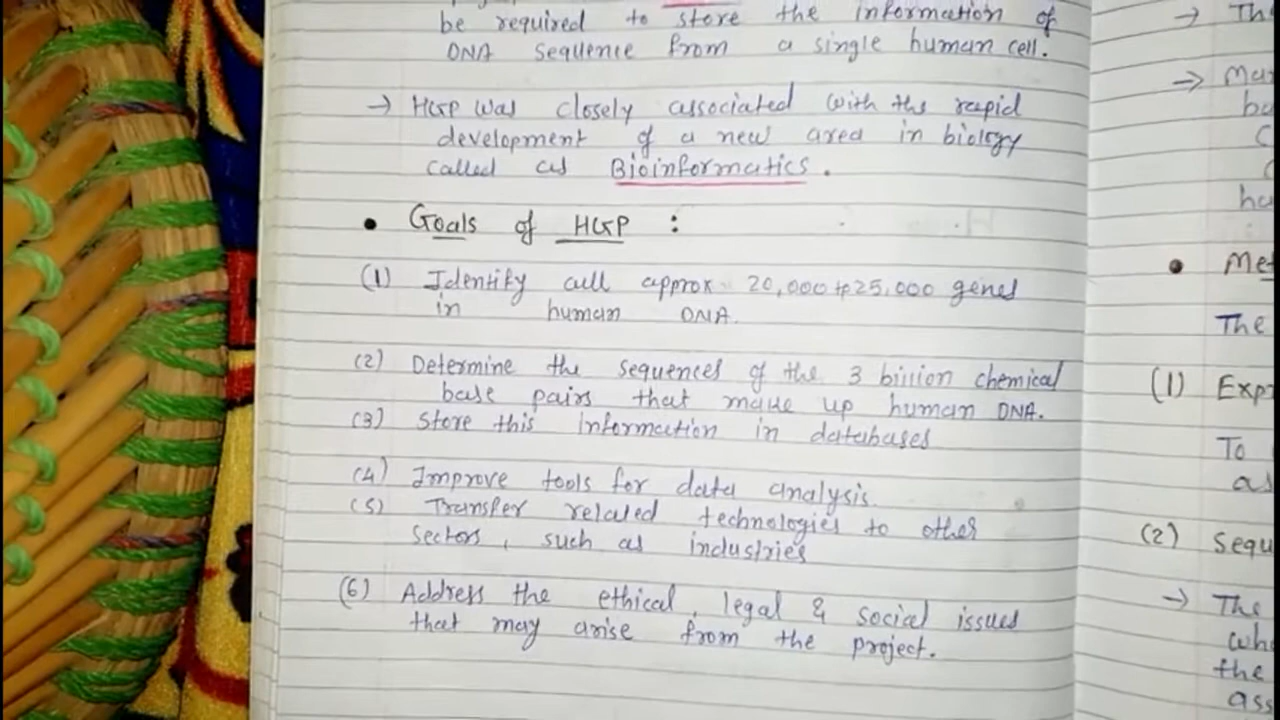 be required to store the information of
DNA sequence from a single human cell.
→ HGP was closely associated with the rapid
development of a new area in biology
called as Bioinformatics.
• Goals of HGP :
(1) Identify all approx 20,000 to 25,000 genes
in human DNA.
(2) Determine the sequences of the 3 billion chemical
base pairs that make up human DNA.
(3) Store this information in databases
(4) Improve tools for data analysis.
(5) Transfer related technologies to other
sectors, such as industries
(6) Address the ethical, legal & social issues
that may arise from the project.
→ Th
→
ha
• Me
The
(1) Exp
To
as
(2) Sequ
→ The
who
the
ass